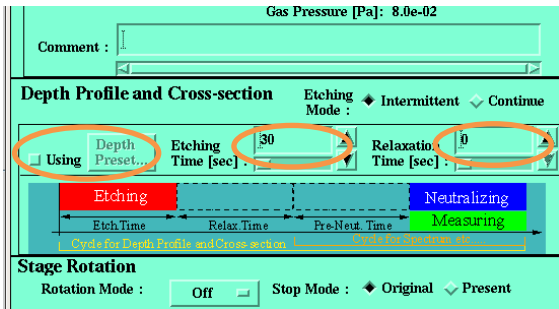 Gas Pressure [Pa]: 8.0e-02
Comment :
Depth Profile and Cross-section
Etching Mode : Intermittent Continue
Using
Depth Preset...
Etching Time [sec] : 30
Relaxation Time [sec] : 0
Etching
Neutralizing
Measuring
Etch.Time Relax.Time Pre-Neut. Time
Cycle for Depth Profile and Cross-section
Cycle for Spectrum etc...
Stage Rotation
Rotation Mode : Off Stop Mode : Original Present